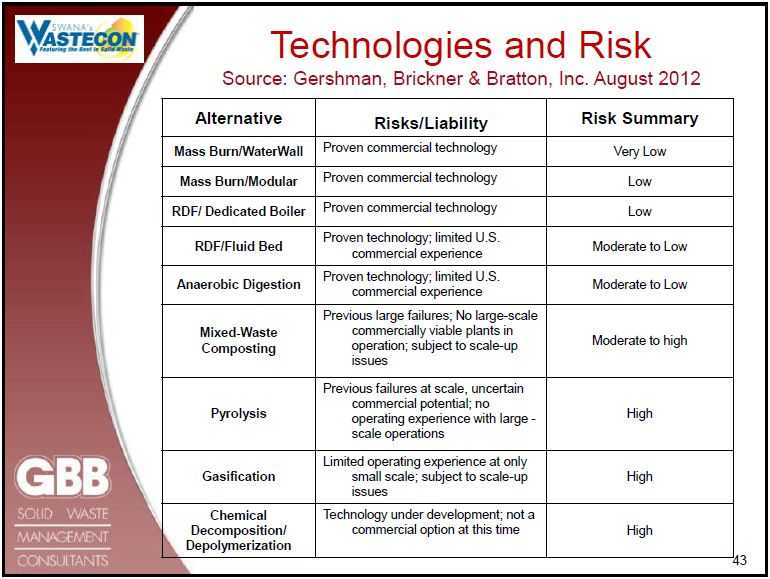 SWANA's
WASTECON
Featuring the Best in Solid Waste
Technologies and Risk
Source: Gershman, Brickner & Bratton, Inc. August 2012
Alternative
Risks/Liability
Risk Summary
Mass Burn/WaterWall
Proven commercial technology
Very Low
Mass Burn/Modular
Proven commercial technology
Low
RDF/ Dedicated Boiler
Proven commercial technology
Low
RDF/Fluid Bed
Proven technology; limited U.S.
commercial experience
Moderate to Low
Anaerobic Digestion
Proven technology; limited U.S.
commercial experience
Moderate to Low
Mixed-Waste
Composting
Previous large failures; No large-scale
commercially viable plants in
operation; subject to scale-up
issues
Moderate to high
Pyrolysis
Previous failures at scale, uncertain
commercial potential; no
operating experience with large -
scale operations
High
Gasification
Limited operating experience at only
small scale; subject to scale-up
issues
High
Chemical
Decomposition/
Depolymerization
Technology under development; not a
commercial option at this time
High
GBB
SOLID WASTE
MANAGEMENT
CONSULTANTS
43